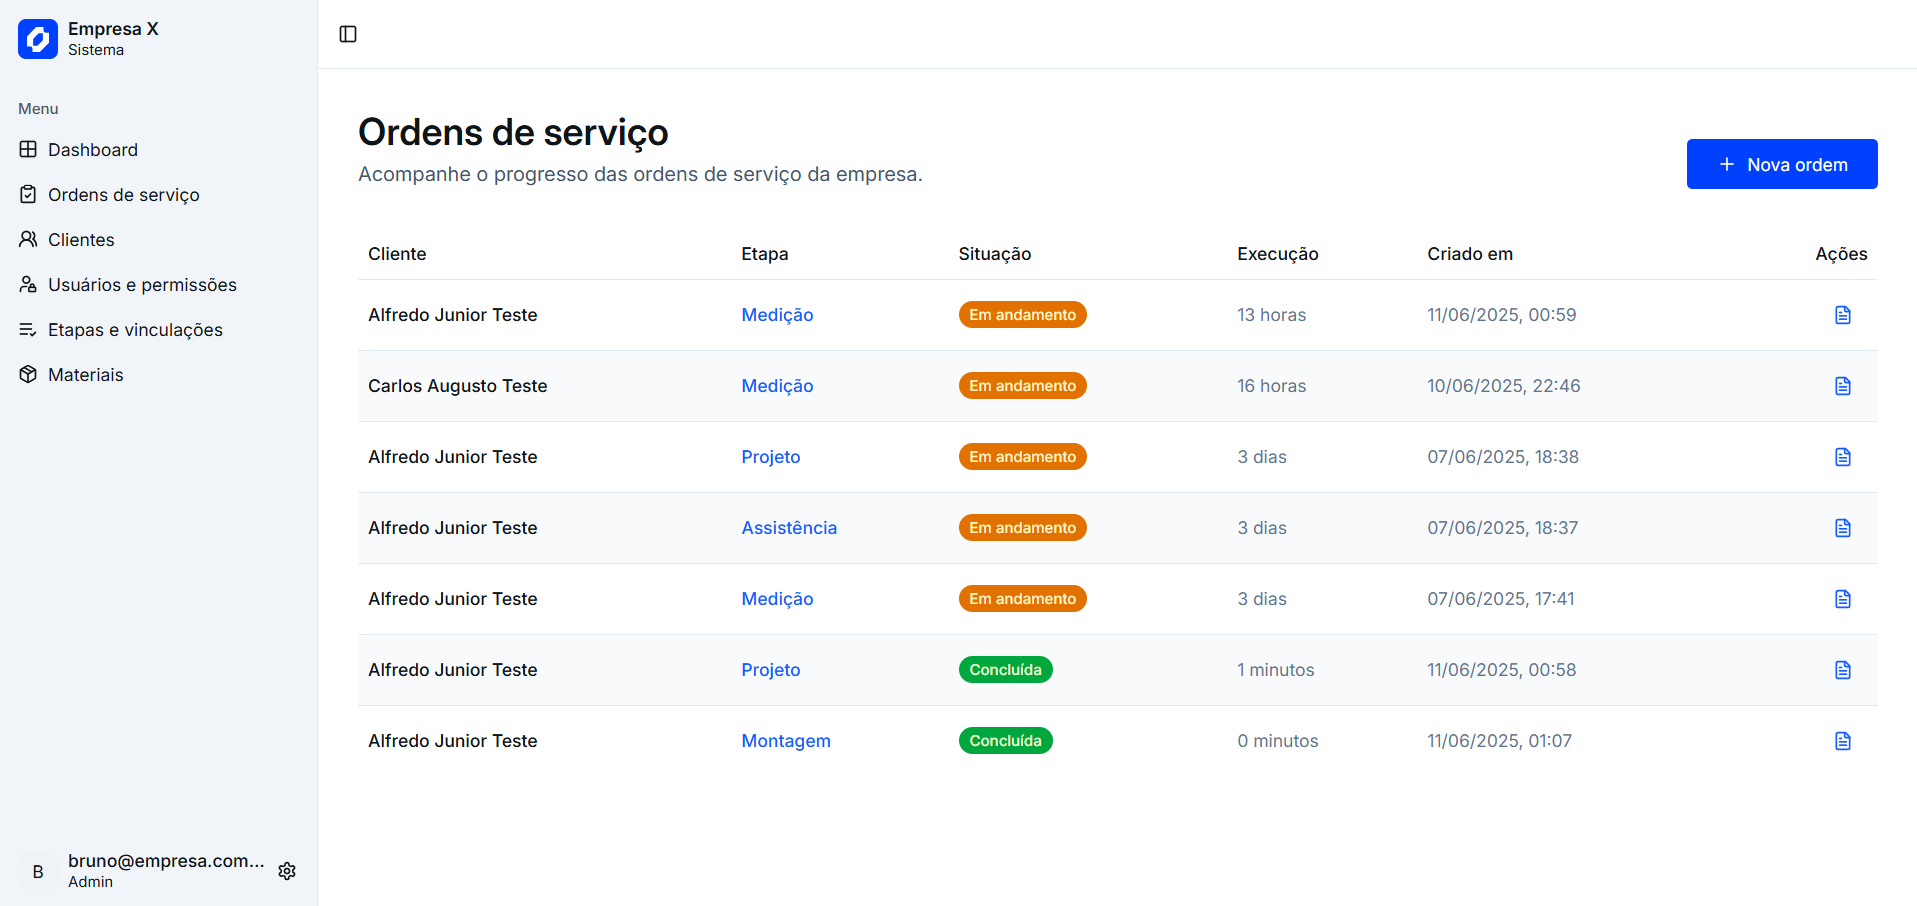 Empresa X
Sistema
Menu
Dashboard
Ordens de serviço
Clientes
Usuários e permissões
Etapas e vinculações
Materiais
bruno@empresa.com...
B
Admin
Ordens de serviço
Acompanhe o progresso das ordens de serviço da empresa.
Nova ordem
Cliente Etapa Situação Execução Criado em Ações
Alfredo Junior Teste Medição Em andamento 13 horas 11/06/2025, 00:59
Carlos Augusto Teste Medição Em andamento 16 horas 10/06/2025, 22:46
Alfredo Junior Teste Projeto Em andamento 3 dias 07/06/2025, 18:38
Alfredo Junior Teste Assistência Em andamento 3 dias 07/06/2025, 18:37
Alfredo Junior Teste Medição Em andamento 3 dias 07/06/2025, 17:41
Alfredo Junior Teste Projeto Concluída 1 minutos 11/06/2025, 00:58
Alfredo Junior Teste Montagem Concluída 0 minutos 11/06/2025, 01:07